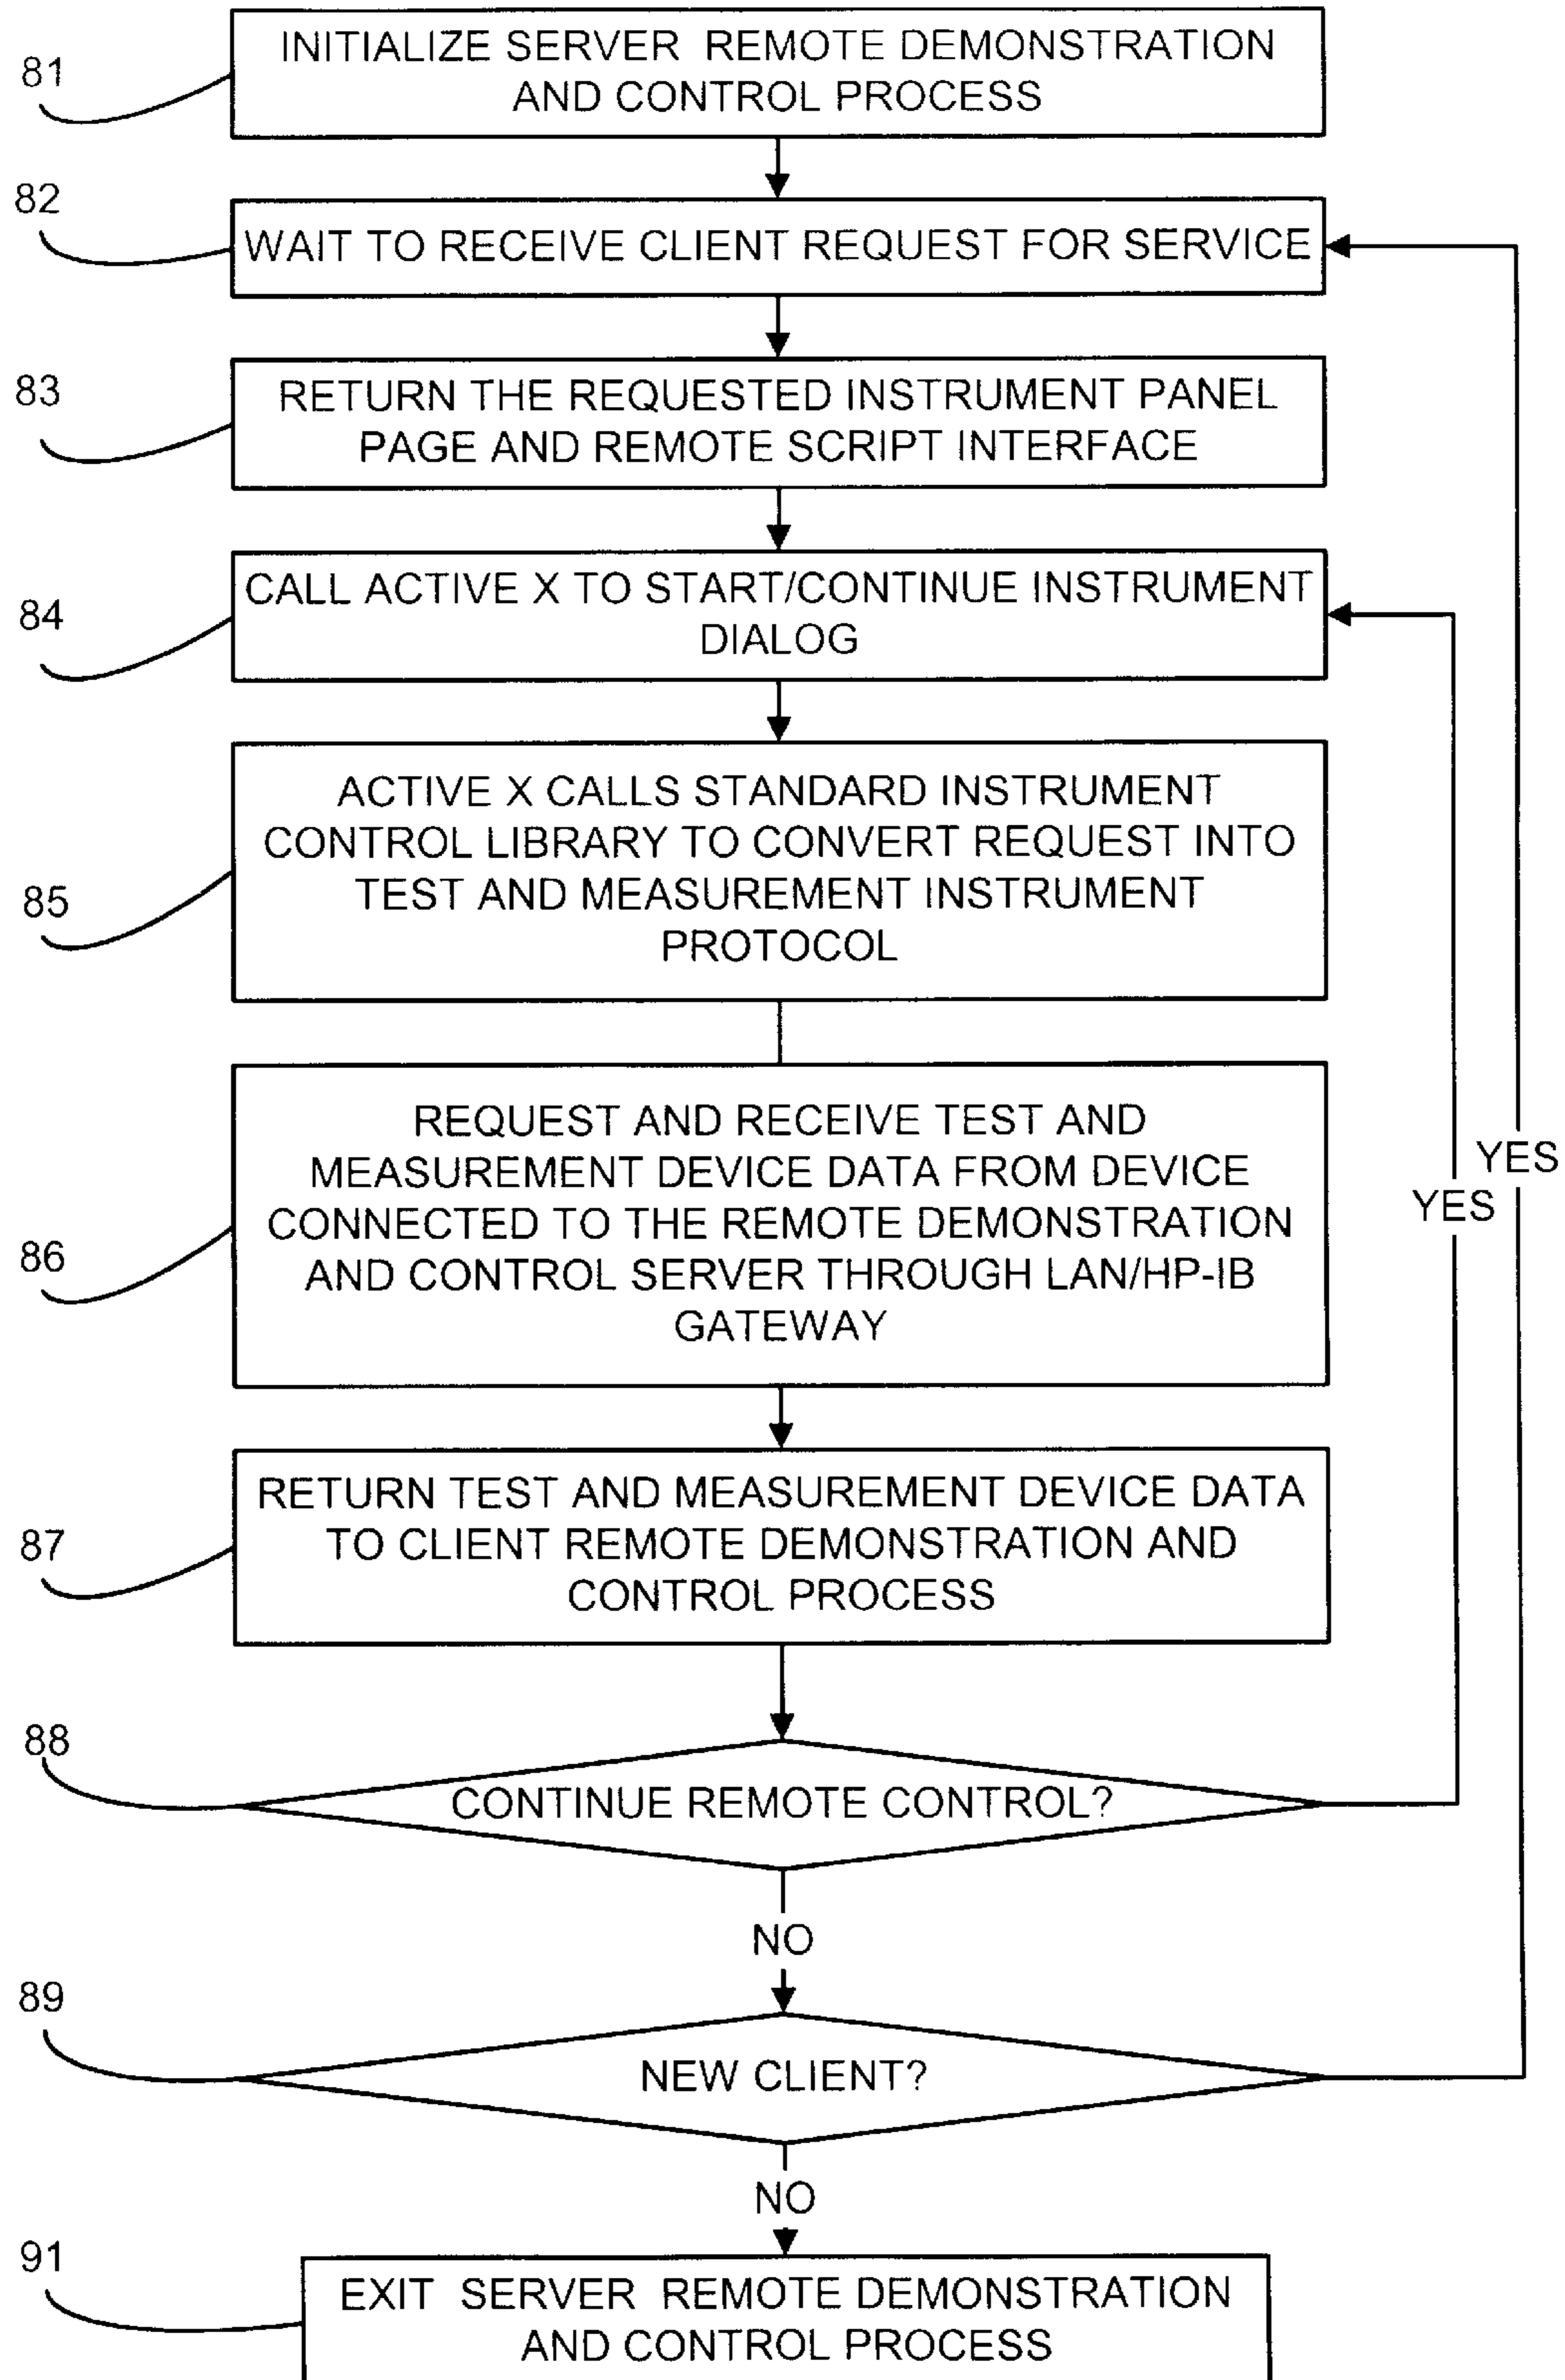 81
INITIALIZE SERVER REMOTE DEMONSTRATION
AND CONTROL PROCESS
82
WAIT TO RECEIVE CLIENT REQUEST FOR SERVICE
83
RETURN THE REQUESTED INSTRUMENT PANEL
PAGE AND REMOTE SCRIPT INTERFACE
84
CALL ACTIVE X TO START/CONTINUE INSTRUMENT
DIALOG
85
ACTIVE X CALLS STANDARD INSTRUMENT
CONTROL LIBRARY TO CONVERT REQUEST INTO
TEST AND MEASUREMENT INSTRUMENT
PROTOCOL
86
REQUEST AND RECEIVE TEST AND
MEASUREMENT DEVICE DATA FROM DEVICE
CONNECTED TO THE REMOTE DEMONSTRATION
AND CONTROL SERVER THROUGH LAN/HP-IB
GATEWAY
YES
YES
87
RETURN TEST AND MEASUREMENT DEVICE DATA
TO CLIENT REMOTE DEMONSTRATION AND
CONTROL PROCESS
88
CONTINUE REMOTE CONTROL?
NO
89
NEW CLIENT?
NO
91
EXIT SERVER REMOTE DEMONSTRATION
AND CONTROL PROCESS